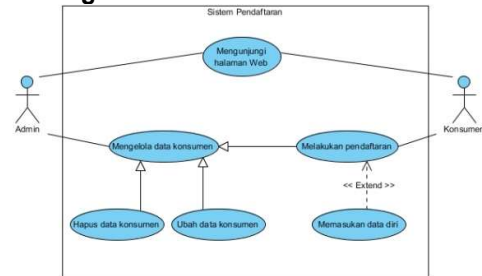 Sistem Pendaftaran
Mengunjungi
halaman Web
Admin
Konsumen
Mengelola data konsumen
Melakukan pendaftaran
<< Extend >>
Hapus data konsumen
Ubah data konsumen
Memasukan data diri